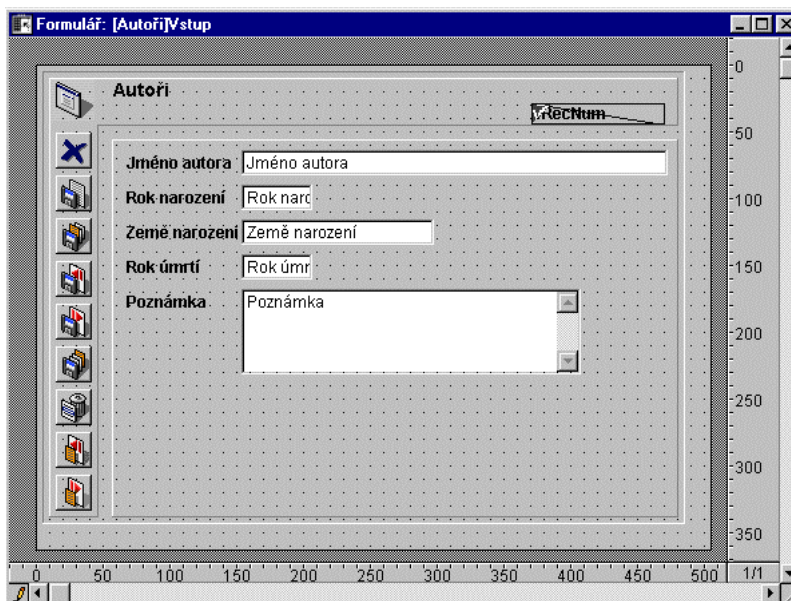 Formulář: [Autoři]Vstup
Autoři
vRecNum
Jméno autora Jméno autora
Rok narození Rok naro
Země narození Země narození
Rok úmrtí Rok úmr
Poznámka Poznámka
0
50
100
150
200
250
300
350
0 50 100 150 200 250 300 350 400 450 500 1/1